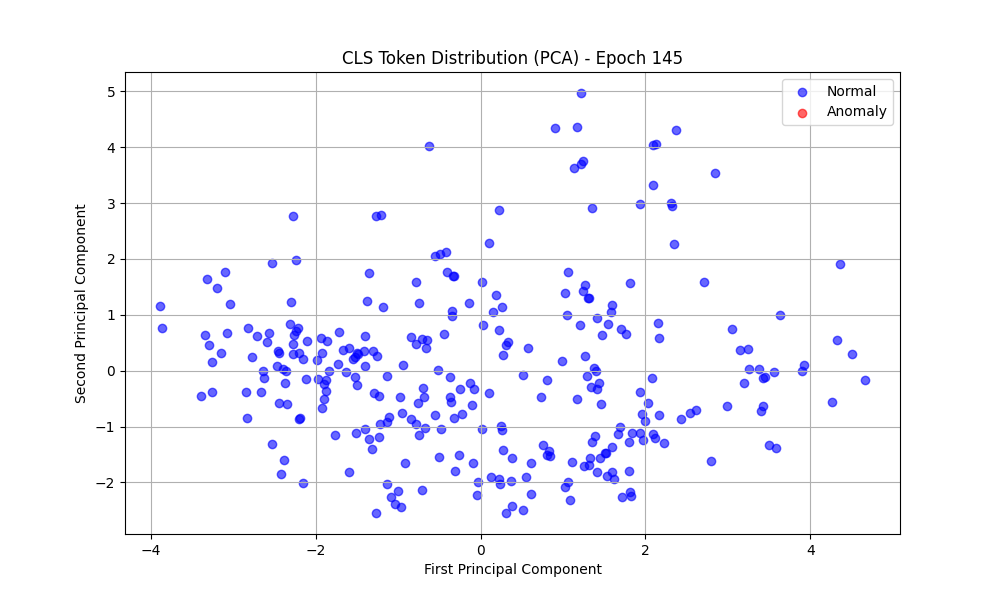 CLS Token Distribution (PCA) - Epoch 145
Normal
Anomaly
5
4
3
2
1
0
−1
−2
−4
−2
0
2
4
Second Principal Component
First Principal Component